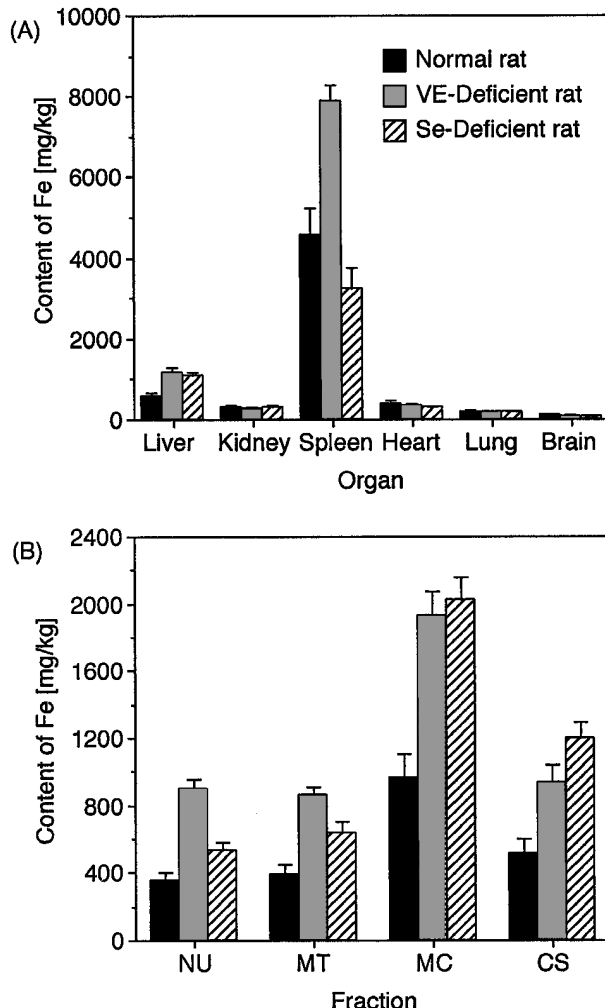 (A)
10000
8000
6000
4000
2000
0
Content of Fe [mg/kg]
Normal rat
VE-Deficient rat
Se-Deficient rat
Liver Kidney Spleen Heart Lung Brain
Organ
(B)
2400
2000
1600
1200
800
400
0
Content of Fe [mg/kg]
NU MT MC CS
Fraction